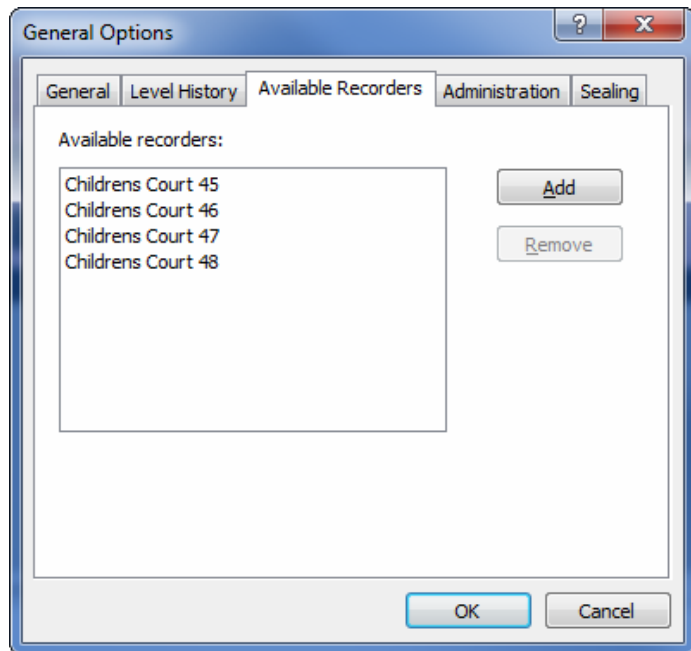 General Options
General Level History Available Recorders Administration Sealing
Available recorders:
Childrens Court 45
Childrens Court 46
Childrens Court 47
Childrens Court 48
Add
Remove
OK Cancel